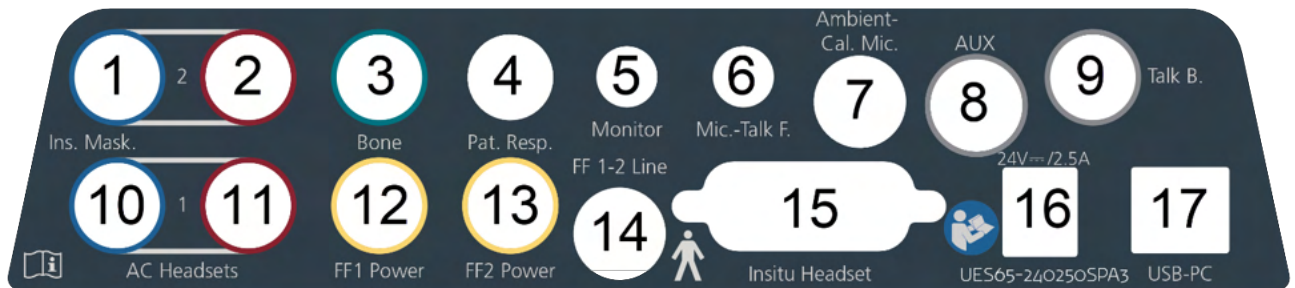 Ambient-
Cal. Mic.
AUX
1 2 2 3 4 5 6 7 8 9 Talk B.
Ins. Mask. Bone Pat. Resp. Monitor Mic.-Talk F.
FF 1-2 Line 24V⎓/2.5A
10 1 11 12 13 14 15 16 17
AC Headsets FF1 Power FF2 Power Insitu Headset UES65-240250SPA3 USB-PC